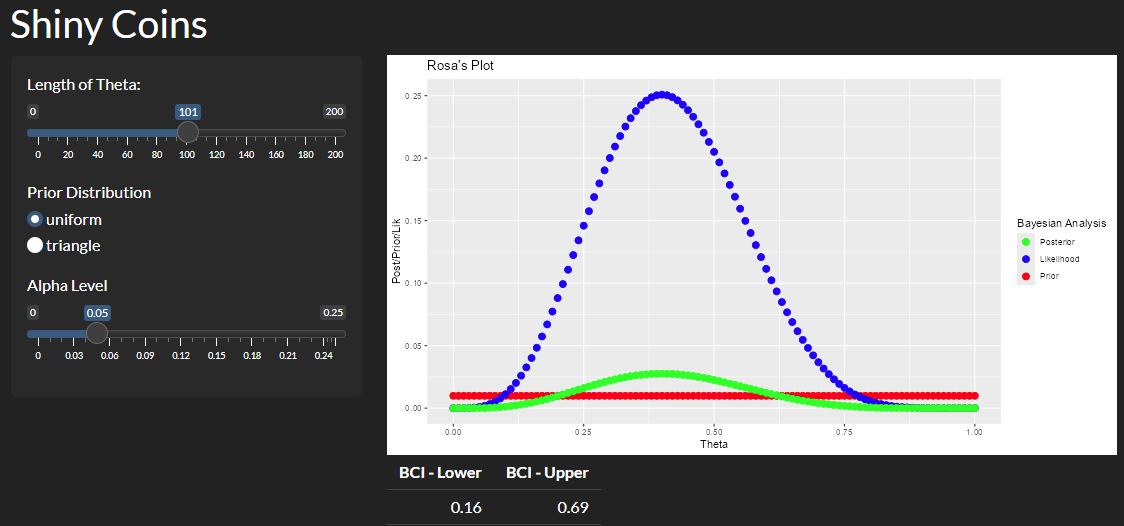 Shiny Coins
Length of Theta:
0 101 200
0 20 40 60 80 100 120 140 160 180 200
Prior Distribution
uniform
triangle
Alpha Level
0 0.05 0.25
0 0.03 0.06 0.09 0.12 0.15 0.18 0.21 0.24
Rosa's Plot
Post/Prior/Lik
0.25
0.20
0.15
0.10
0.05
0.00
0.00 0.25 0.50 0.75 1.00
Theta
Bayesian Analysis
Posterior
Likelihood
Prior
BCI - Lower BCI - Upper
0.16 0.69